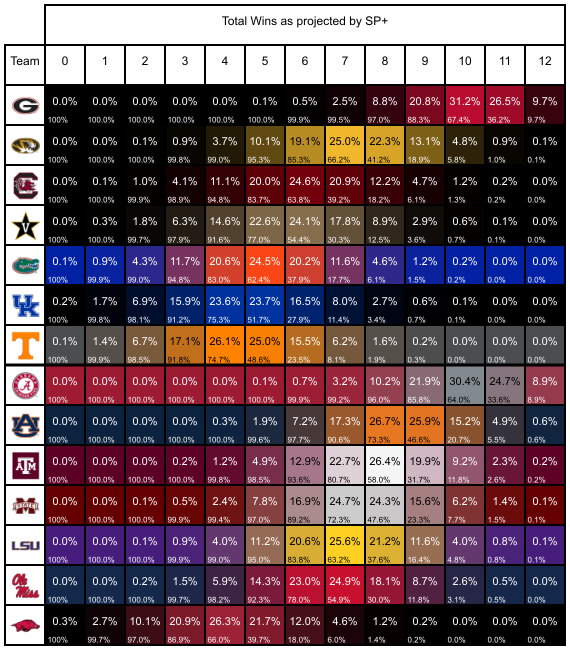 Total Wins as projected by SP+
Team 0 1 2 3 4 5 6 7 8 9 10 11 12
G 0.0% 0.0% 0.0% 0.0% 0.0% 0.1% 0.5% 2.5% 8.8% 20.8% 31.2% 26.5% 9.7%
100% 100.0% 100.0% 100.0% 100.0% 100.0% 99.9% 99.5% 97.0% 88.3% 67.4% 36.2% 9.7%
0.0% 0.0% 0.1% 0.9% 3.7% 10.1% 19.1% 25.0% 22.3% 13.1% 4.8% 0.9% 0.1%
100% 100.0% 100.0% 99.8% 99.0% 95.3% 85.3% 66.2% 41.2% 18.9% 5.8% 1.0% 0.1%
C 0.0% 0.1% 1.0% 4.1% 11.1% 20.0% 24.6% 20.9% 12.2% 4.7% 1.2% 0.2% 0.0%
100% 100.0% 99.9% 98.9% 94.8% 83.7% 63.8% 39.2% 18.2% 6.1% 1.3% 0.2% 0.0%
V 0.0% 0.3% 1.8% 6.3% 14.6% 22.6% 24.1% 17.8% 8.9% 2.9% 0.6% 0.1% 0.0%
100% 100.0% 99.7% 97.9% 91.6% 77.0% 54.4% 30.3% 12.5% 3.6% 0.7% 0.1% 0.0%
0.1% 0.9% 4.3% 11.7% 20.6% 24.5% 20.2% 11.6% 4.6% 1.2% 0.2% 0.0% 0.0%
100% 99.9% 99.0% 94.8% 83.0% 62.4% 37.9% 17.7% 6.1% 1.5% 0.2% 0.0% 0.0%
UK 0.2% 1.7% 6.9% 15.9% 23.6% 23.7% 16.5% 8.0% 2.7% 0.6% 0.1% 0.0% 0.0%
100% 99.8% 98.1% 91.2% 75.3% 51.7% 27.9% 11.4% 3.4% 0.7% 0.1% 0.0% 0.0%
T 0.1% 1.4% 6.7% 17.1% 26.1% 25.0% 15.5% 6.2% 1.6% 0.2% 0.0% 0.0% 0.0%
100% 99.9% 98.5% 91.8% 74.7% 48.6% 23.5% 8.1% 1.9% 0.3% 0.0% 0.0% 0.0%
A 0.0% 0.0% 0.0% 0.0% 0.0% 0.1% 0.7% 3.2% 10.2% 21.9% 30.4% 24.7% 8.9%
100% 100.0% 100.0% 100.0% 100.0% 100.0% 99.9% 99.2% 96.0% 85.8% 64.0% 33.6% 8.9%
AU 0.0% 0.0% 0.0% 0.0% 0.3% 1.9% 7.2% 17.3% 26.7% 25.9% 15.2% 4.9% 0.6%
100% 100.0% 100.0% 100.0% 100.0% 99.6% 97.7% 90.6% 73.3% 46.6% 20.7% 5.5% 0.6%
ATM 0.0% 0.0% 0.0% 0.2% 1.2% 4.9% 12.9% 22.7% 26.4% 19.9% 9.2% 2.3% 0.2%
100% 100.0% 100.0% 100.0% 99.8% 98.5% 93.6% 80.7% 58.0% 31.7% 11.8% 2.6% 0.2%
M STATE 0.0% 0.0% 0.1% 0.5% 2.4% 7.8% 16.9% 24.7% 24.3% 15.6% 6.2% 1.4% 0.1%
100% 100.0% 100.0% 99.9% 99.4% 97.0% 89.2% 72.3% 47.6% 23.3% 7.7% 1.5% 0.1%
LSU 0.0% 0.0% 0.1% 0.9% 4.0% 11.2% 20.6% 25.6% 21.2% 11.6% 4.0% 0.8% 0.1%
100% 100.0% 100.0% 99.9% 99.0% 95.0% 83.8% 63.2% 37.6% 16.4% 4.8% 0.8% 0.1%
Ole Miss 0.0% 0.0% 0.2% 1.5% 5.9% 14.3% 23.0% 24.9% 18.1% 8.7% 2.6% 0.5% 0.0%
100% 100.0% 100.0% 99.7% 98.2% 92.3% 78.0% 54.9% 30.0% 11.8% 3.1% 0.5% 0.0%
0.3% 2.7% 10.1% 20.9% 26.3% 21.7% 12.0% 4.6% 1.2% 0.2% 0.0% 0.0% 0.0%
100% 99.7% 97.0% 86.9% 66.0% 39.7% 18.0% 6.0% 1.4% 0.2% 0.0% 0.0% 0.0%